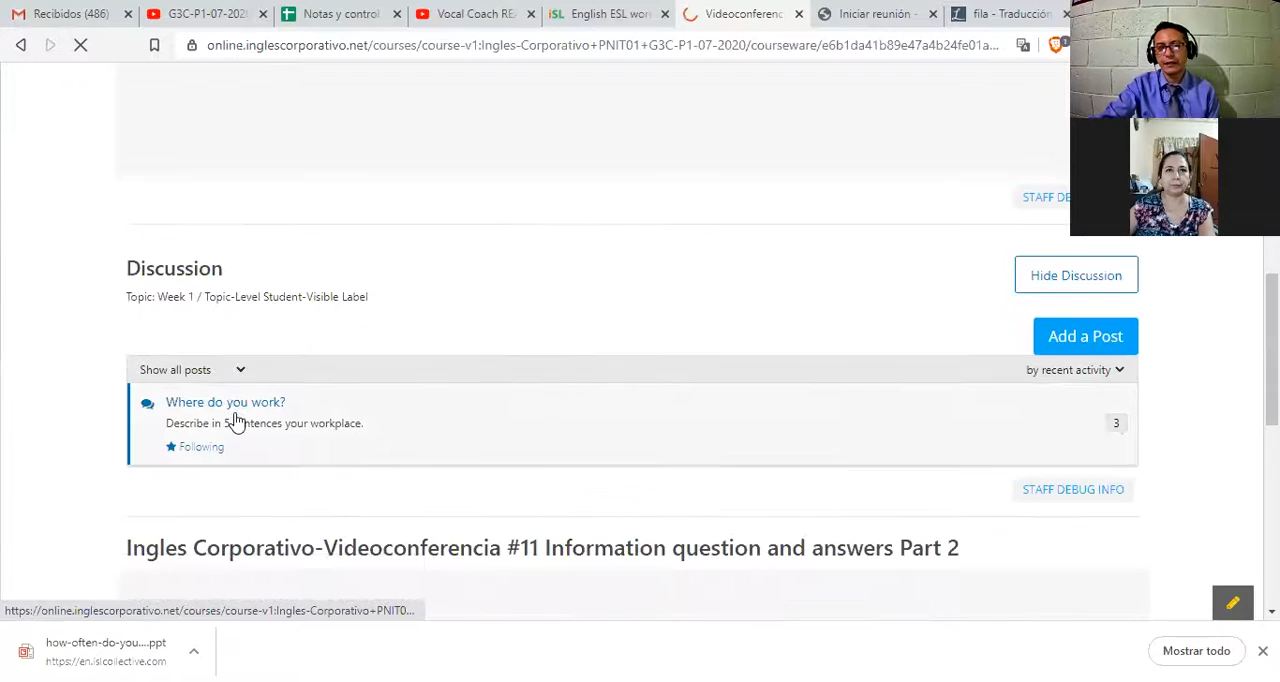 Recibidos (486)
G3C-P1-07-202
Notas y control
Vocal Coach RE
English ESL wor
Videoconferenc
Iniciar reunión -
fila - Traducción
online.inglescorporativo.net/courses/course-v1:Ingles-Corporativo+PNIT01+G3C-P1-07-2020/courseware/e6b1da41b89e47a4b24fe01a...
STAFF DE
Discussion
Hide Discussion
Topic: Week 1 / Topic-Level Student-Visible Label
Add a Post
Show all posts
by recent activity
Where do you work?
Describe in 5 sentences your workplace.
3
Following
STAFF DEBUG INFO
Ingles Corporativo-Videoconferencia #11 Information question and answers Part 2
https://online.inglescorporativo.net/courses/course-v1:Ingles-Corporativo+PNIT0...
how-often-do-you....ppt
https://en.islcollective.com
Mostrar todo